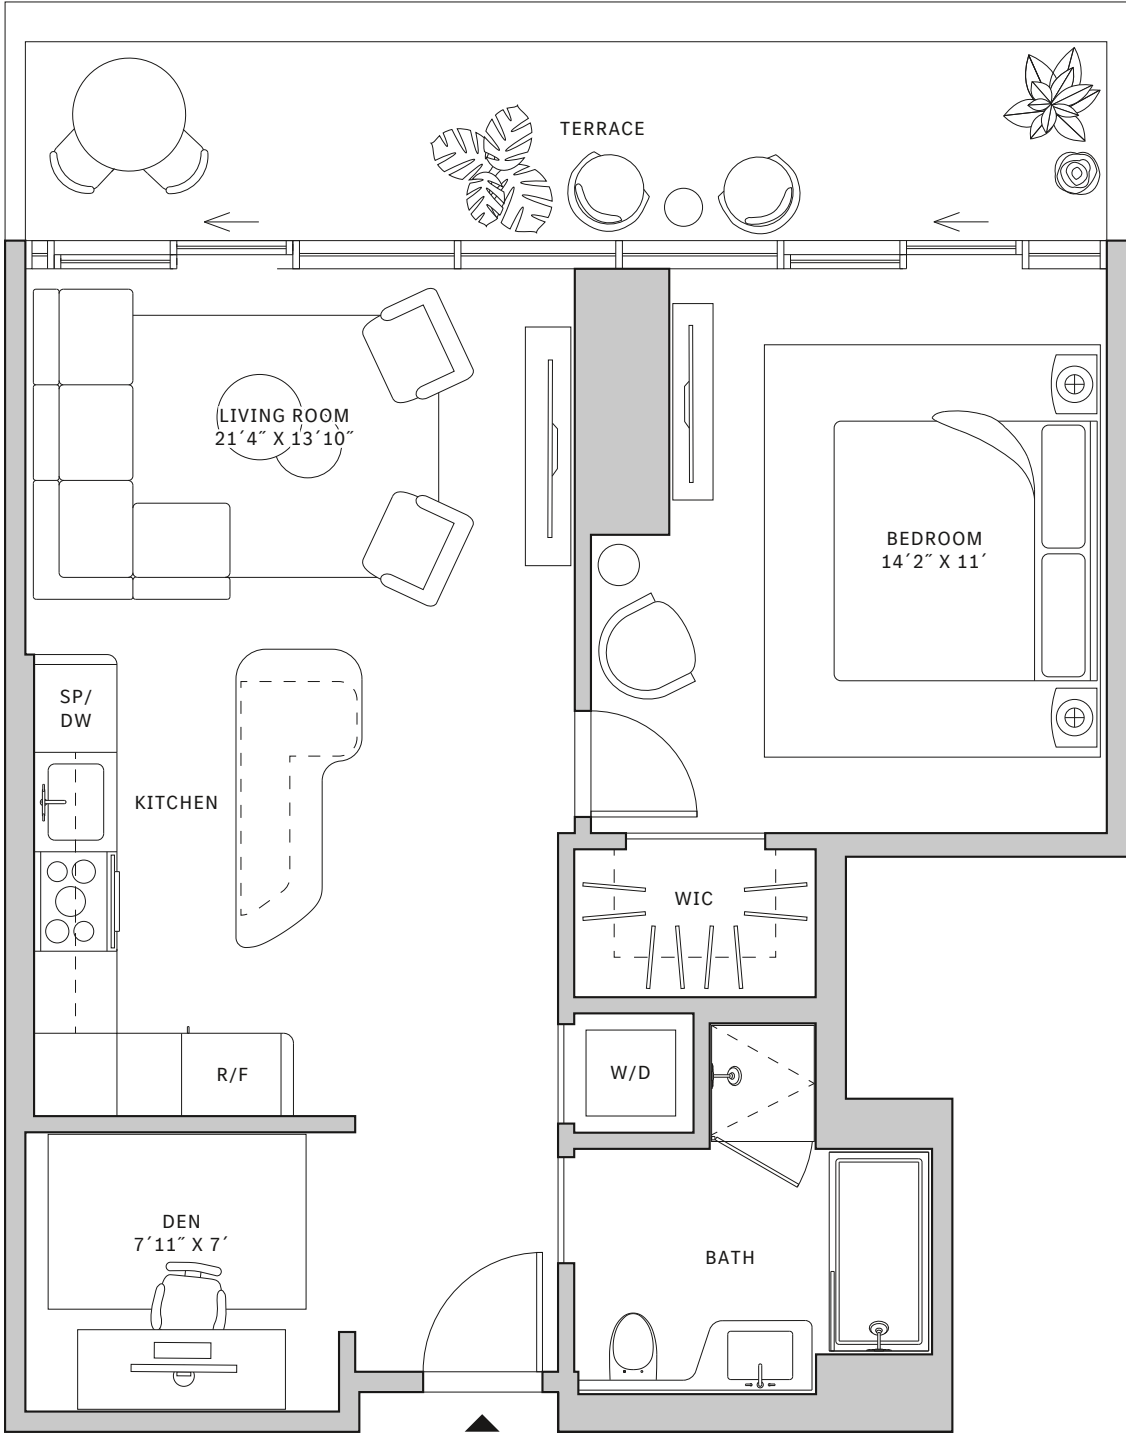 TERRACE
LIVING ROOM
21´4˝ X 13´10˝
BEDROOM
14´2˝ X 11´
SP/
DW
KITCHEN
WIC
R/F
W/D
DEN
7´11˝ X 7´
BATH